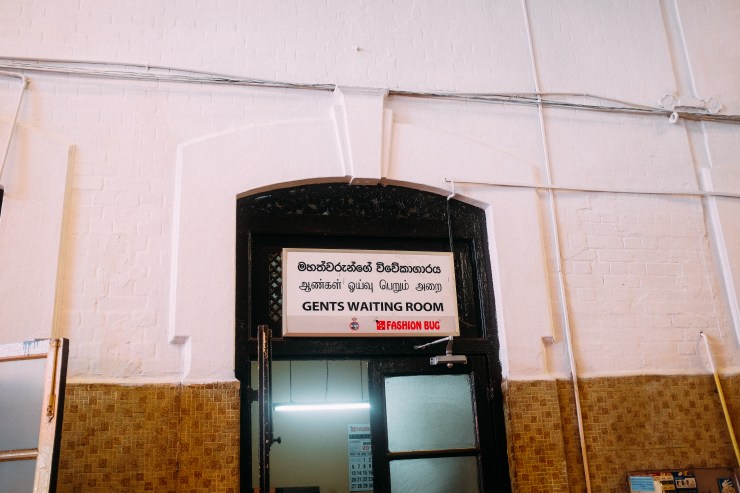 මහත්වරුන්ගේ විවේකාගාරය
ஆண்கள் ஓய்வு பெறும் அறை
GENTS WAITING ROOM
FASHION BUG